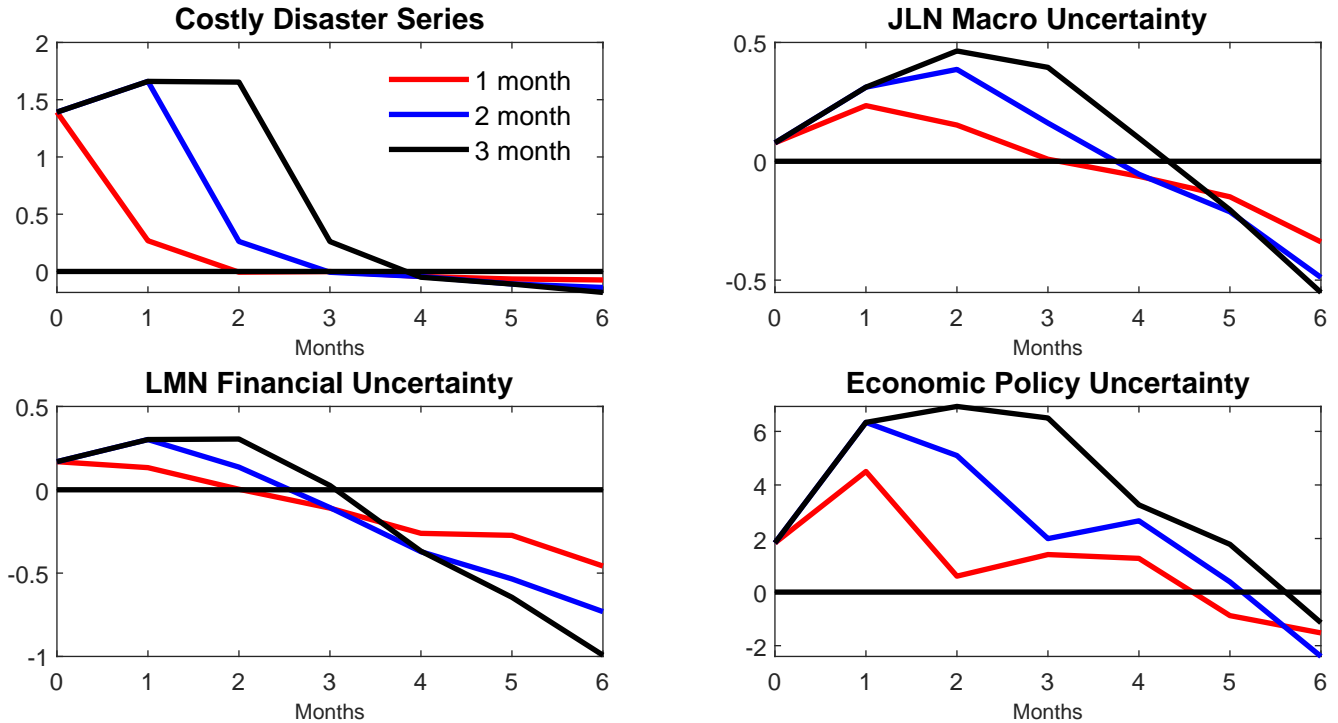 Costly Disaster Series
2
1.5
1
0.5
0
0 1 2 3 4 5 6
Months
1 month
2 month
3 month
JLN Macro Uncertainty
0.5
0
-0.5
0 1 2 3 4 5 6
Months
LMN Financial Uncertainty
0.5
0
-0.5
-1
0 1 2 3 4 5 6
Months
Economic Policy Uncertainty
6
4
2
0
-2
0 1 2 3 4 5 6
Months